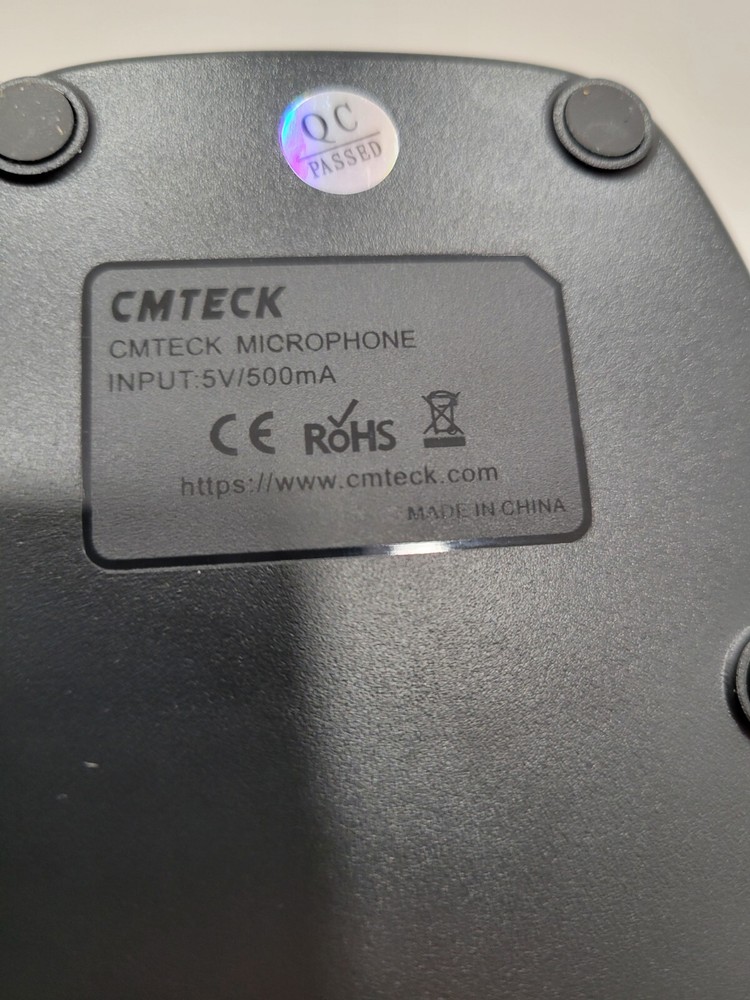 QC
PASSED
CMTECK
CMTECK MICROPHONE
INPUT:5V/500mA
CE RoHS
https://www.cmteck.com
MADE IN CHINA